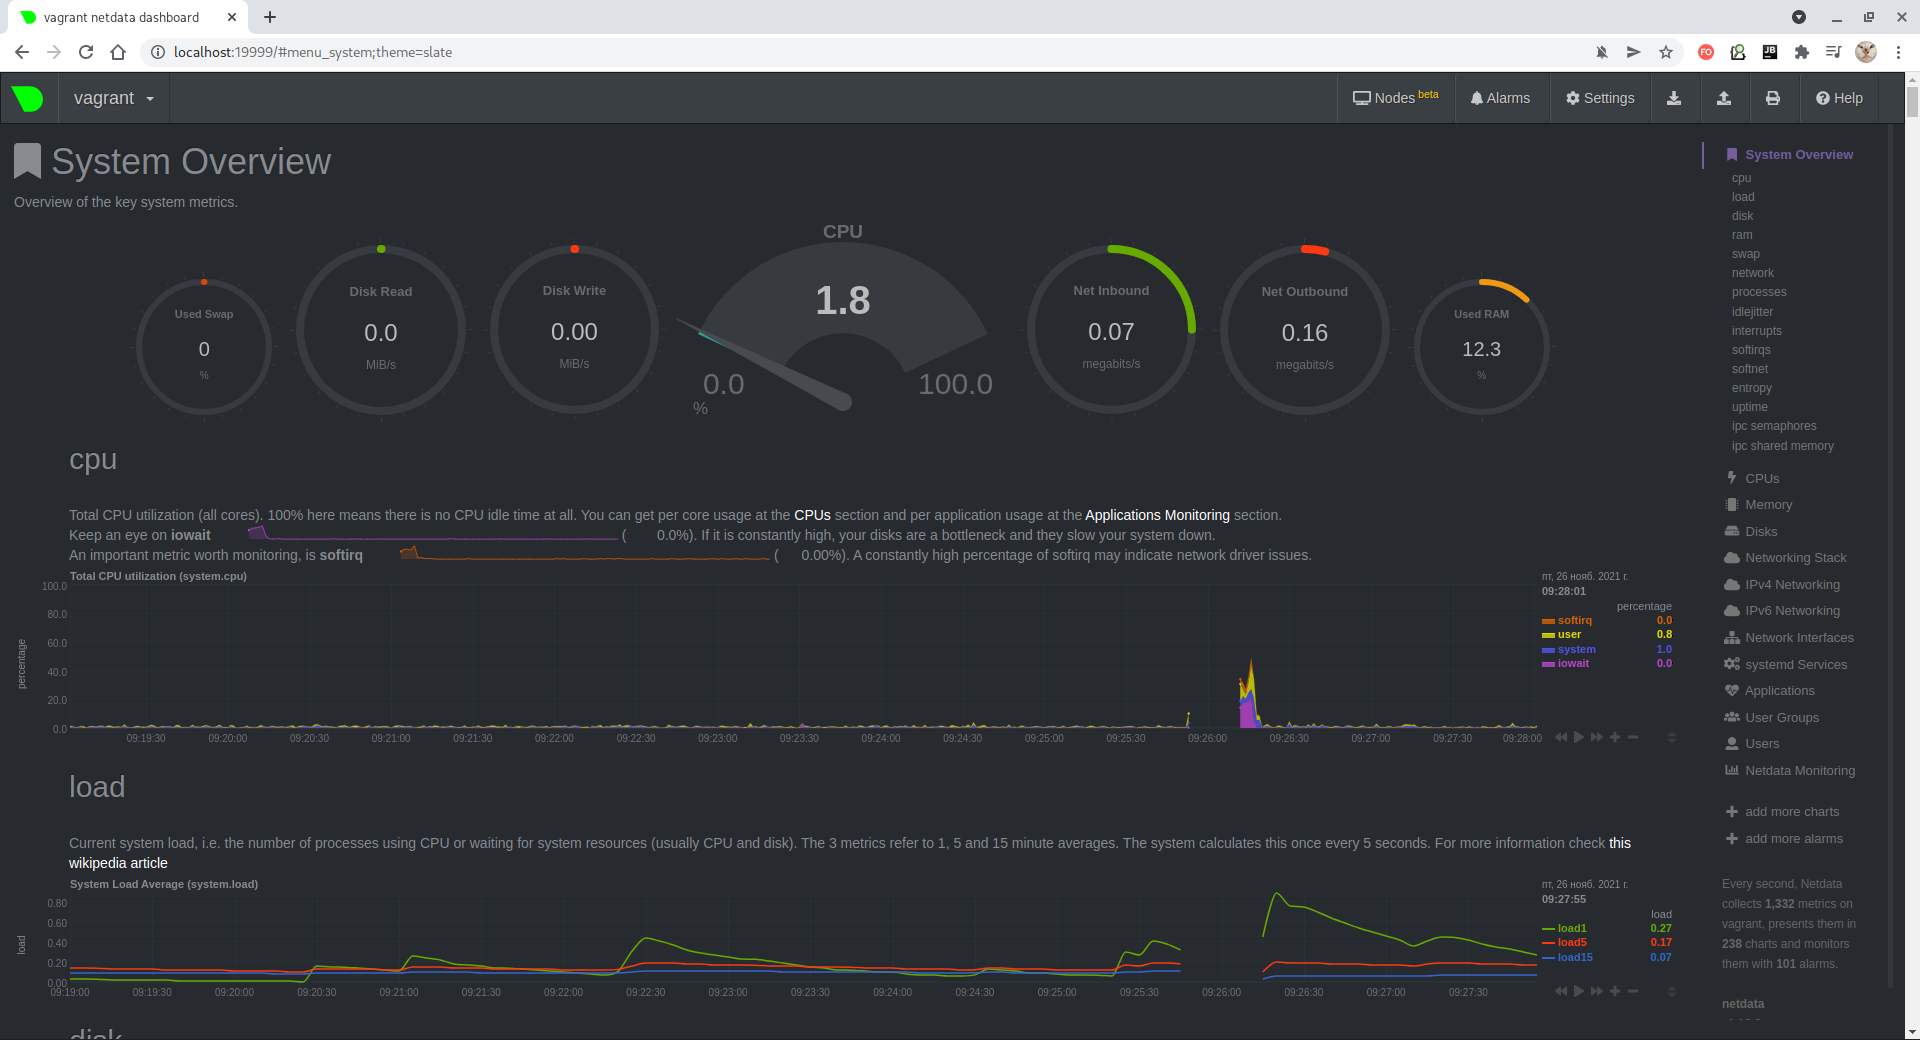 vagrant netdata dashboard
localhost:19999/#menu_system;theme=slate
FO
JB
vagrant
Nodes beta
Alarms
Settings
Help
System Overview
Overview of the key system metrics.
Used Swap
0
%
Disk Read
0.0
MiB/s
Disk Write
0.00
MiB/s
CPU
1.8
0.0
100.0
%
Net Inbound
0.07
megabits/s
Net Outbound
0.16
megabits/s
Used RAM
12.3
%
cpu
Total CPU utilization (all cores). 100% here means there is no CPU idle time at all. You can get per core usage at the CPUs section and per application usage at the Applications Monitoring section.
Keep an eye on iowait ( 0.0%). If it is constantly high, your disks are a bottleneck and they slow your system down.
An important metric worth monitoring, is softirq ( 0.00%). A constantly high percentage of softirq may indicate network driver issues.
Total CPU utilization (system.cpu)
percentage
100.0
80.0
60.0
40.0
20.0
0.0
09:19:30 09:20:00 09:20:30 09:21:00 09:21:30 09:22:00 09:22:30 09:23:00 09:23:30 09:24:00 09:24:30 09:25:00 09:25:30 09:26:00 09:26:30 09:27:00 09:27:30 09:28:00
пт, 26 нояб. 2021 г.
09:28:01
percentage
softirq 0.0
user 0.8
system 1.0
iowait 0.0
load
Current system load, i.e. the number of processes using CPU or waiting for system resources (usually CPU and disk). The 3 metrics refer to 1, 5 and 15 minute averages. The system calculates this once every 5 seconds. For more information check this
wikipedia article
System Load Average (system.load)
load
0.80
0.60
0.40
0.20
0.00
09:19:00 09:19:30 09:20:00 09:20:30 09:21:00 09:21:30 09:22:00 09:22:30 09:23:00 09:23:30 09:24:00 09:24:30 09:25:00 09:25:30 09:26:00 09:26:30 09:27:00 09:27:30
пт, 26 нояб. 2021 г.
09:27:55
load
load1 0.27
load5 0.17
load15 0.07
disk
System Overview
cpu
load
disk
ram
swap
network
processes
idlejitter
interrupts
softirqs
softnet
entropy
uptime
ipc semaphores
ipc shared memory
CPUs
Memory
Disks
Networking Stack
IPv4 Networking
IPv6 Networking
Network Interfaces
systemd Services
Applications
User Groups
Users
Netdata Monitoring
add more charts
add more alarms
Every second, Netdata
collects 1,332 metrics on
vagrant, presents them in
238 charts and monitors
them with 101 alarms.
netdata